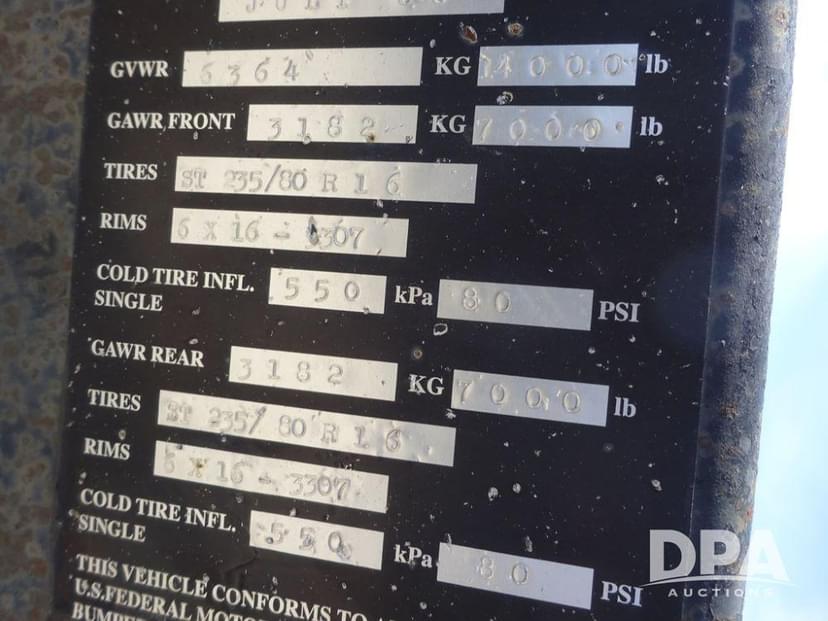 JULY
GVWR 6364 KG 14000 lb
GAWR FRONT 3182 KG 7000 lb
TIRES ST 235/80 R 16
RIMS 6 X 16 - 3307
COLD TIRE INFL. 550 kPa 80 PSI
SINGLE
GAWR REAR 3182 KG 7000 lb
TIRES ST 235/80 R 16
RIMS 6 X 16 - 3307
COLD TIRE INFL. 550 kPa 80 PSI
SINGLE
THIS VEHICLE CONFORMS TO
U.S.FEDERAL MOTO
BUMPE
DPA
AUCTIONS